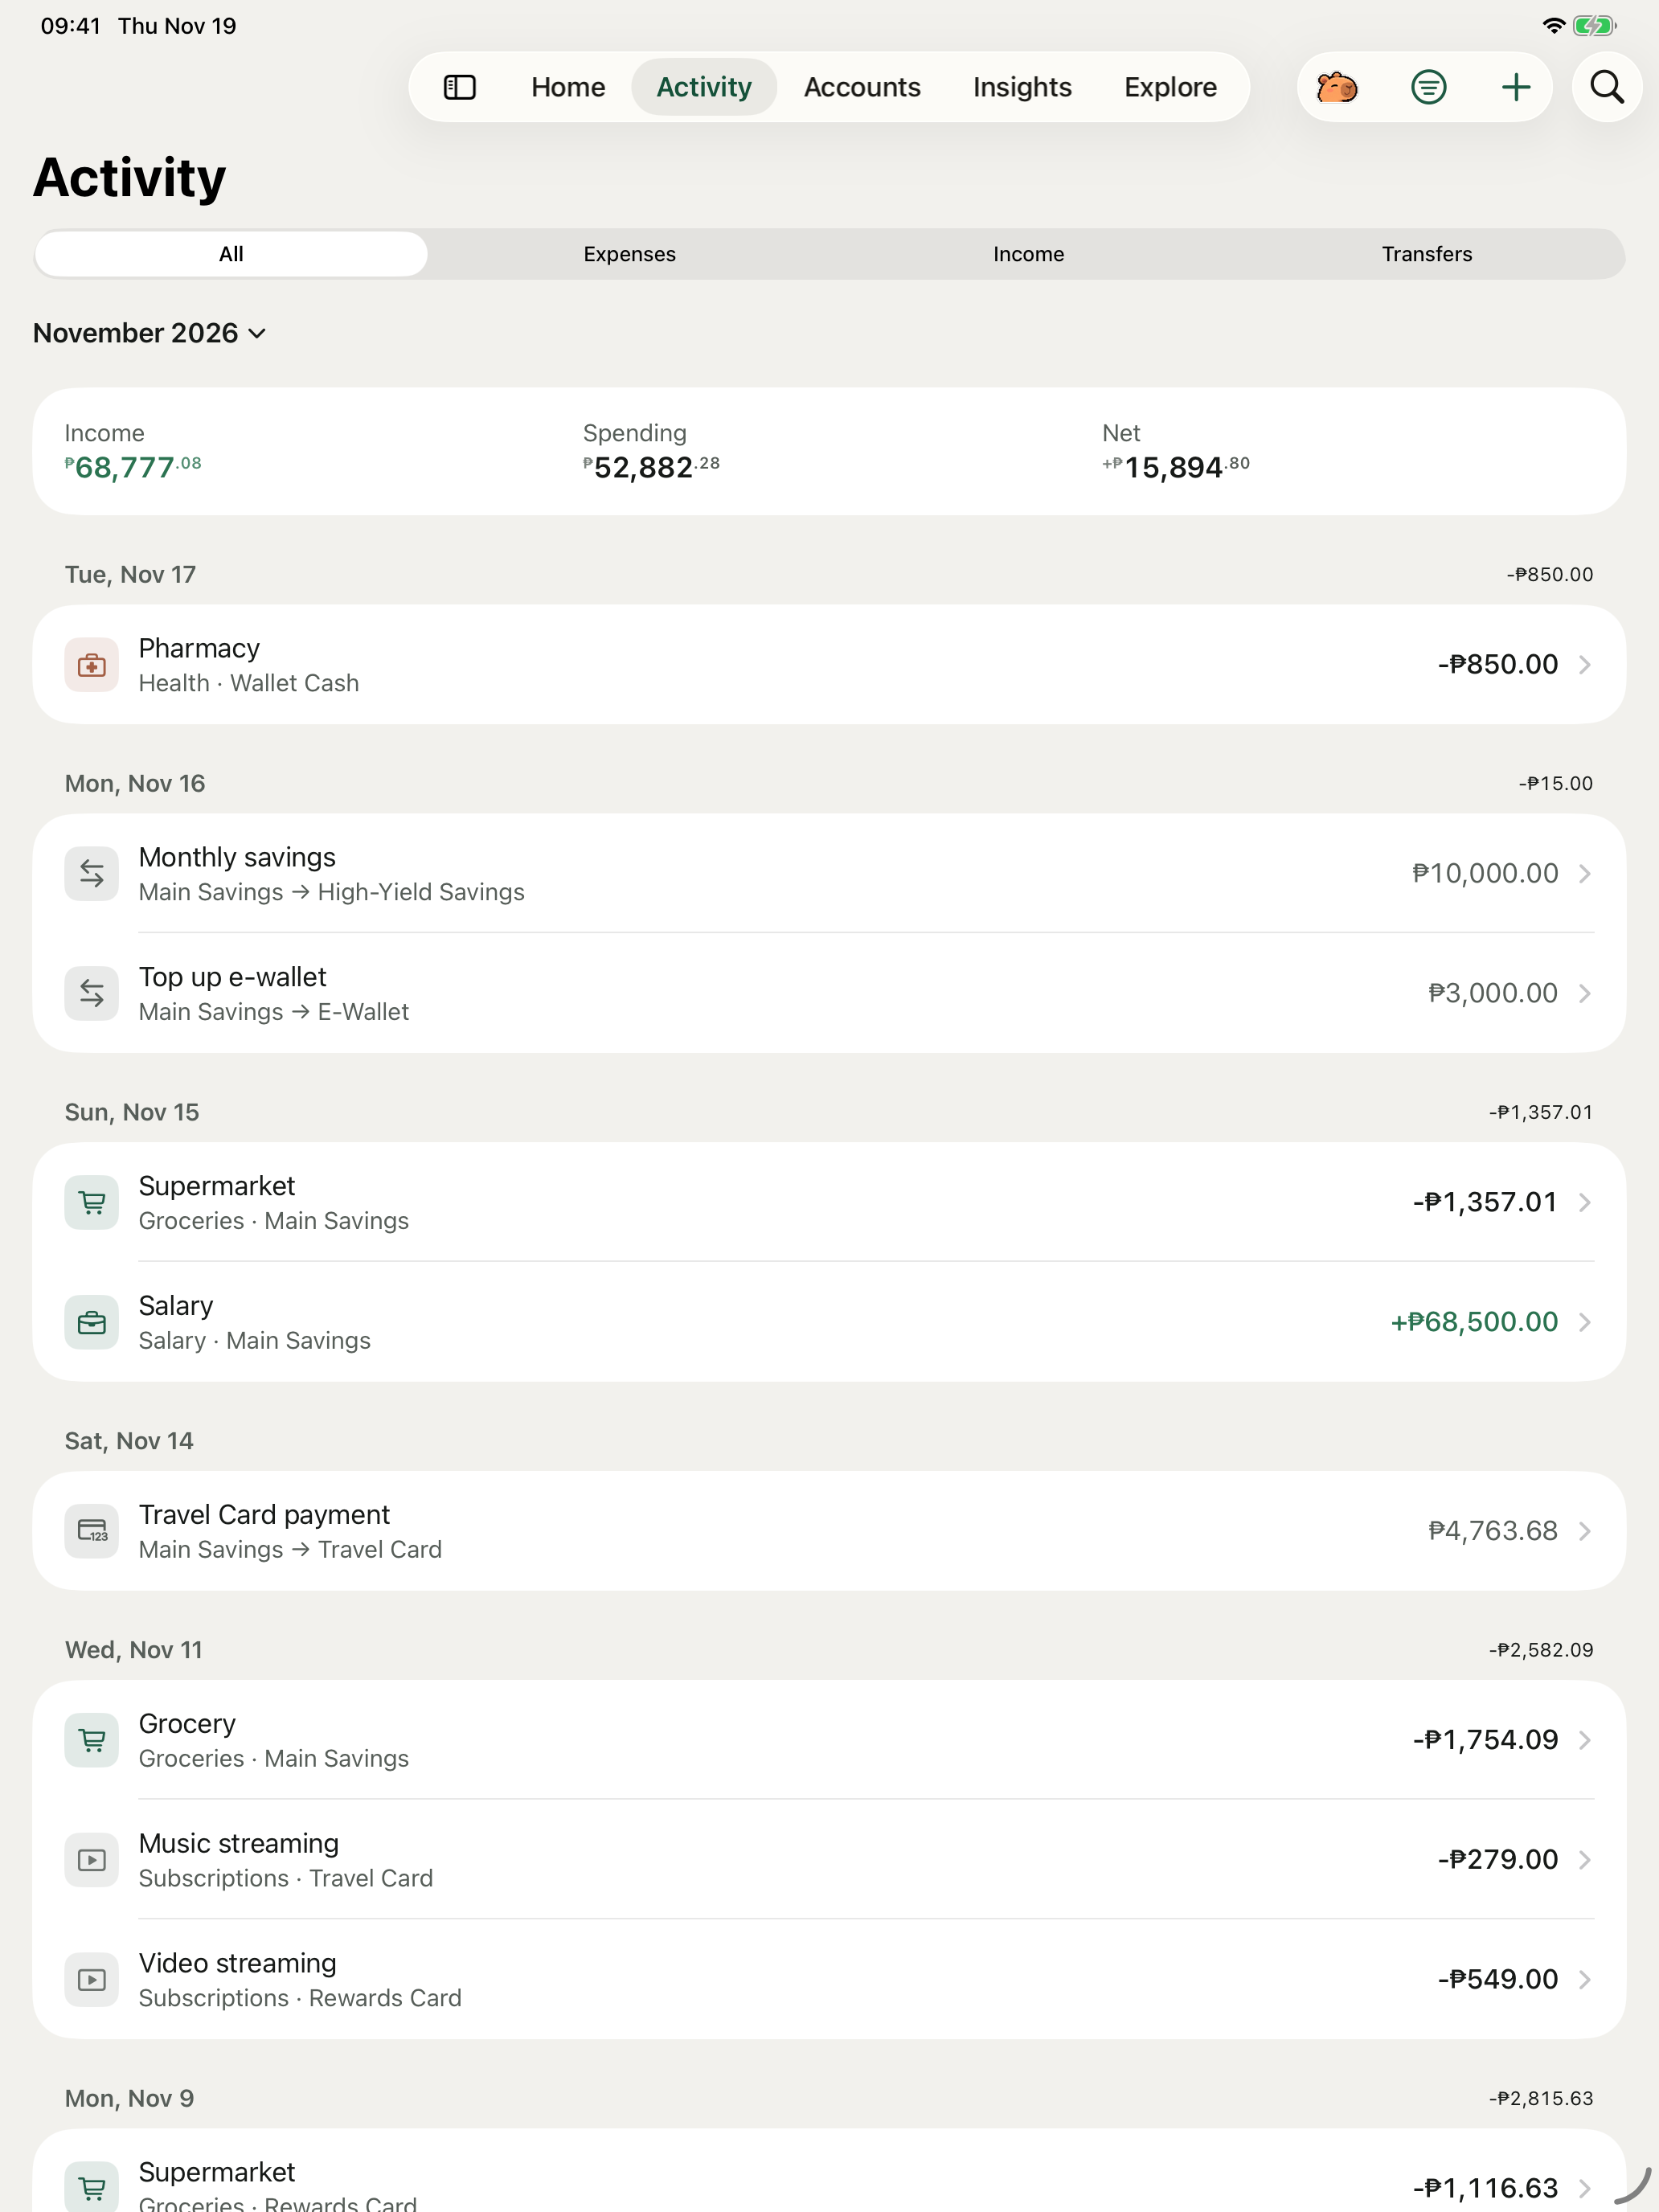 09:41 Thu Nov 19
Home Activity Accounts Insights Explore
Activity
All Expenses Income Transfers
November 2026
Income Spending Net
₱68,777.08 ₱52,882.28 +₱15,894.80
Tue, Nov 17 -₱850.00
Pharmacy
Health · Wallet Cash
-₱850.00
Mon, Nov 16 -₱15.00
Monthly savings
Main Savings → High-Yield Savings
₱10,000.00
Top up e-wallet
Main Savings → E-Wallet
₱3,000.00
Sun, Nov 15 -₱1,357.01
Supermarket
Groceries · Main Savings
-₱1,357.01
Salary
Salary · Main Savings
+₱68,500.00
Sat, Nov 14
Travel Card payment
Main Savings → Travel Card
₱4,763.68
Wed, Nov 11 -₱2,582.09
Grocery
Groceries · Main Savings
-₱1,754.09
Music streaming
Subscriptions · Travel Card
-₱279.00
Video streaming
Subscriptions · Rewards Card
-₱549.00
Mon, Nov 9 -₱2,815.63
Supermarket
Groceries · Rewards Card
-₱1,116.63